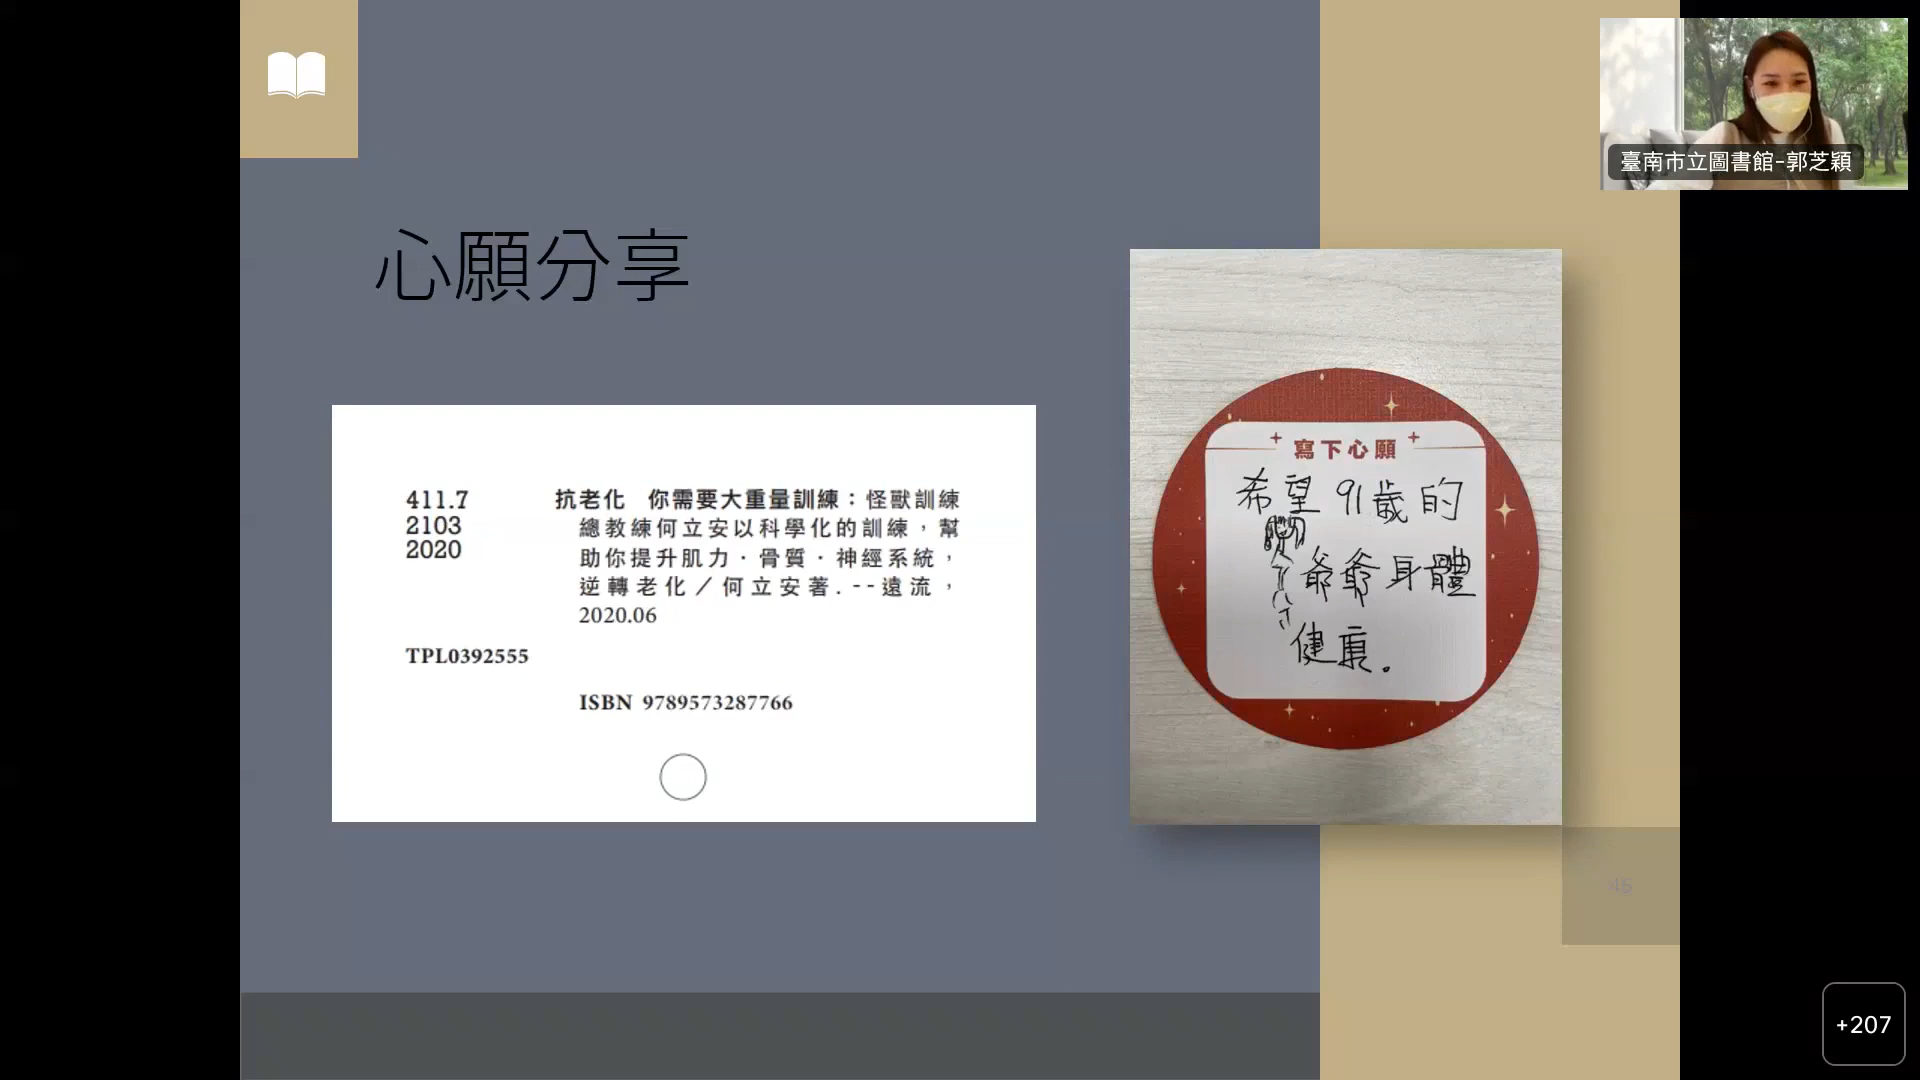 臺南市立圖書館-郭芝穎
心願分享
411.7
2103
2020
抗老化 你需要大重量訓練：怪獸訓練
總教練何立安以科學化的訓練，幫
助你提升肌力．骨質．神經系統，
逆轉老化／何立安著. --遠流，
2020.06
TPL0392555
ISBN 9789573287766
寫下心願
希望91歲的
爺爺身體
健康。
45
+207